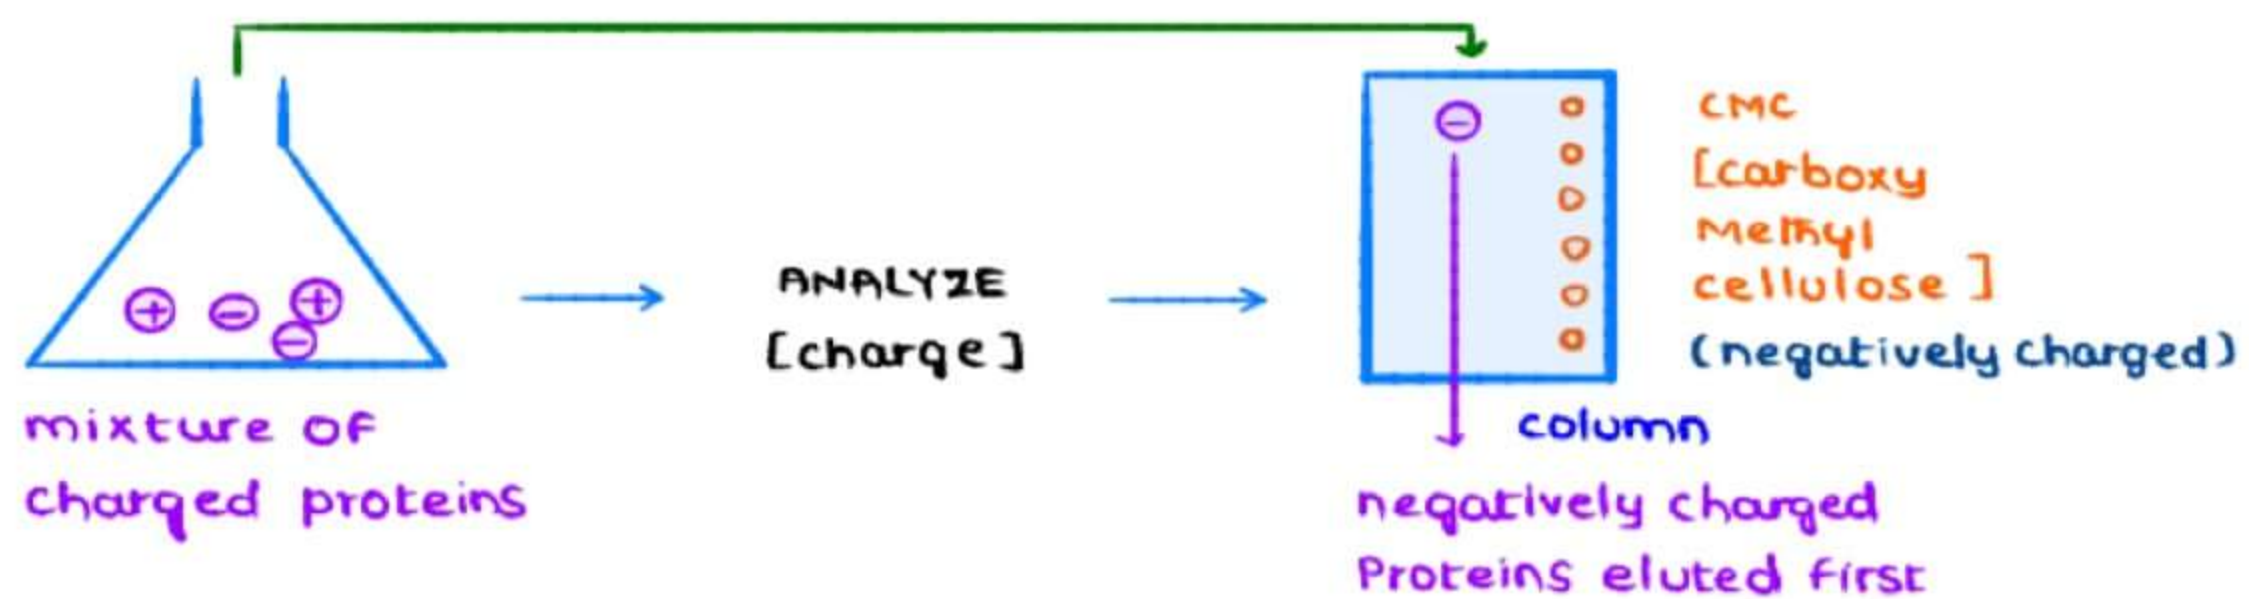 mixture of
charged proteins
ANALYZE
[charge]
CMC
[carboxy
Methyl
cellulose]
(negatively charged)
column
negatively charged
Proteins eluted first